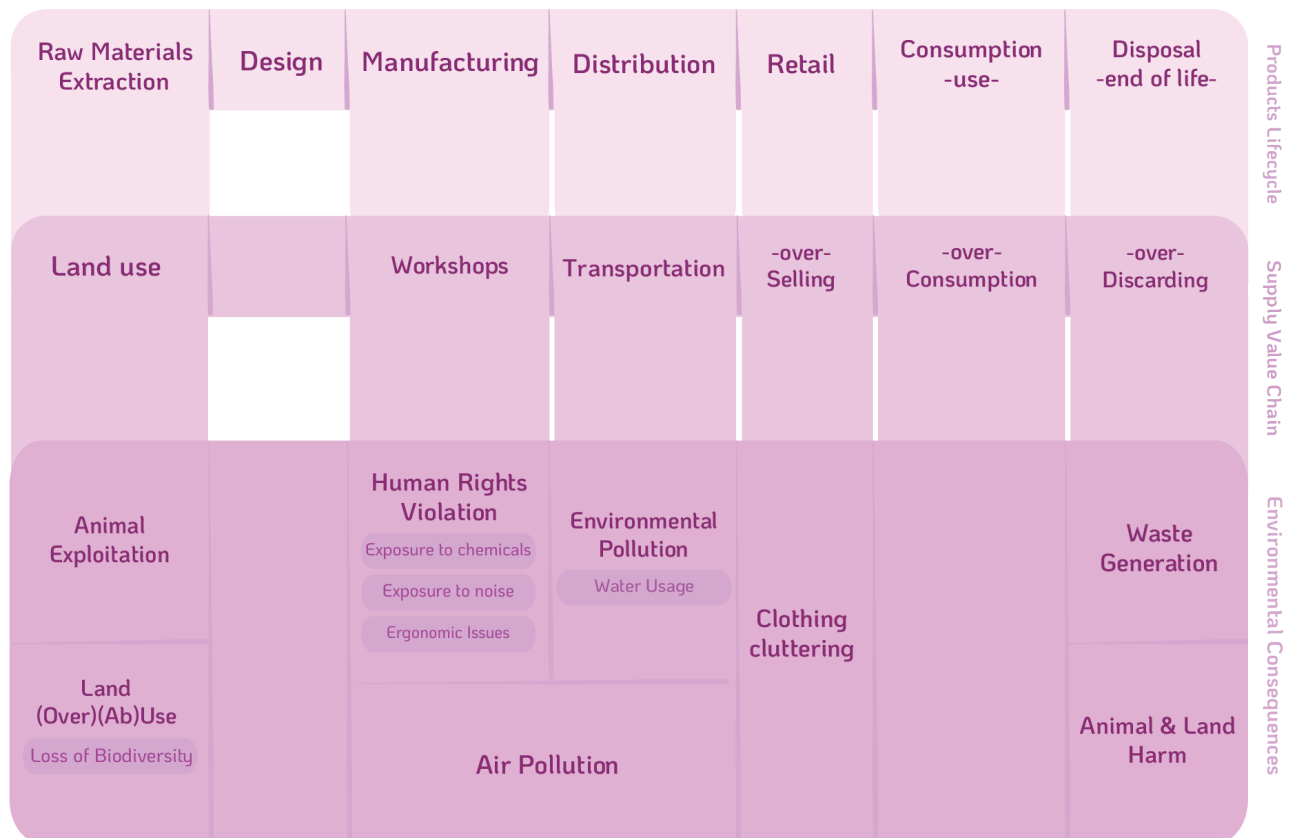 Raw Materials
Extraction
Design
Manufacturing
Distribution
Retail
Consumption
-use-
Disposal
-end of life-
Products Lifecycle
Land use
Workshops
Transportation
-over-
Selling
-over-
Consumption
-over-
Discarding
Supply Value Chain
Animal
Exploitation
Land
(Over)(Ab)Use
Loss of Biodiversity
Human Rights
Violation
Exposure to chemicals
Exposure to noise
Ergonomic Issues
Environmental
Pollution
Water Usage
Air Pollution
Clothing
cluttering
Waste
Generation
Animal & Land
Harm
Environmental Consequences